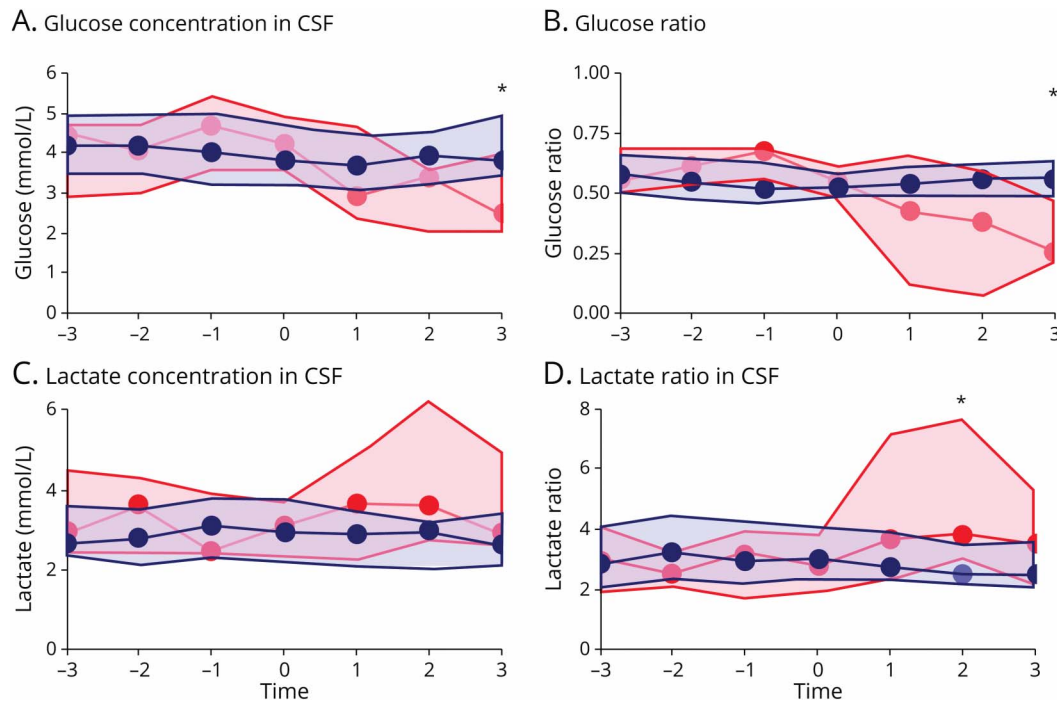 A. Glucose concentration in CSF
Glucose (mmol/L)
6
5
4
3
2
1
0
*
–3 –2 –1 0 1 2 3
B. Glucose ratio
Glucose ratio
1.00
0.75
0.50
0.25
0.00
*
–3 –2 –1 0 1 2 3
C. Lactate concentration in CSF
Lactate (mmol/L)
6
4
2
0
–3 –2 –1 0 1 2 3
Time
D. Lactate ratio in CSF
Lactate ratio
8
6
4
2
0
*
–3 –2 –1 0 1 2 3
Time